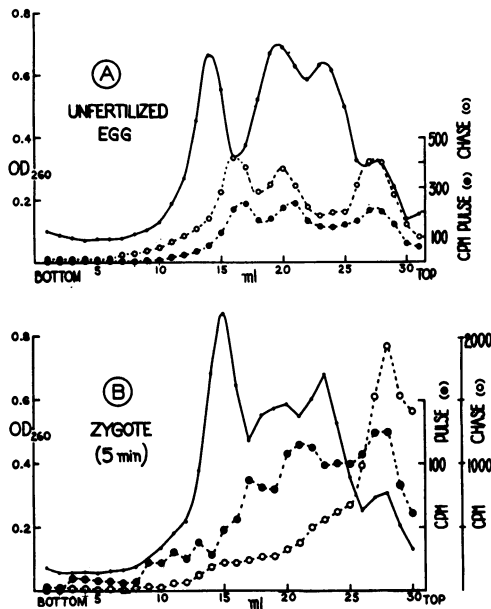 A
UNFERTILIZED
EGG
0.8
0.6
0.4
0.2
OD260
500
300
100
CPM PULSE (●) CHASE (○)
BOTTOM 5 10 15 ml 20 25 30 TOP
B
ZYGOTE
(5 min)
0.8
0.6
0.4
0.2
OD260
100
CPM PULSE (●)
2000
1000
CPM CHASE (○)
BOTTOM 5 10 15 ml 20 25 30 TOP